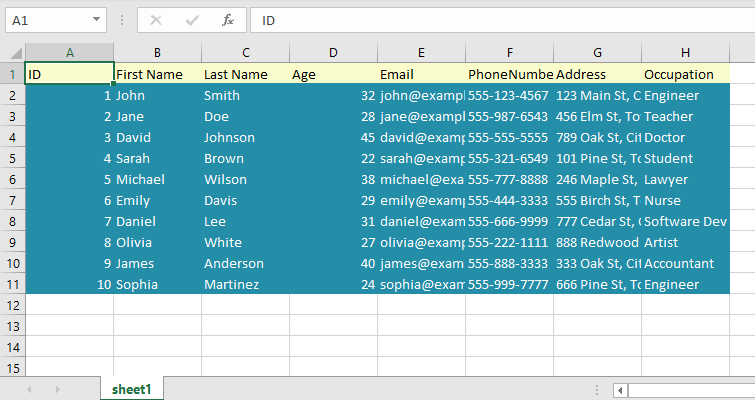 A1 fx ID
A B C D E F G H
1 ID First Name Last Name Age Email PhoneNumbe Address Occupation
2 1 John Smith 32 john@exampl 555-123-4567 123 Main St, C Engineer
3 2 Jane Doe 28 jane@examp 555-987-6543 456 Elm St, To Teacher
4 3 David Johnson 45 david@examp 555-555-5555 789 Oak St, Cit Doctor
5 4 Sarah Brown 22 sarah@examp 555-321-6549 101 Pine St, To Student
6 5 Michael Wilson 38 michael@exa 555-777-8888 246 Maple St, Lawyer
7 6 Emily Davis 29 emily@examp 555-444-3333 555 Birch St, T Nurse
8 7 Daniel Lee 31 daniel@exam 555-666-9999 777 Cedar St, Software Dev
9 8 Olivia White 27 olivia@examp 555-222-1111 888 Redwood Artist
10 9 James Anderson 40 james@exam 555-888-3333 333 Oak St, Cit Accountant
11 10 Sophia Martinez 24 sophia@exam 555-999-7777 666 Pine St, To Engineer
12
13
14
15
sheet1